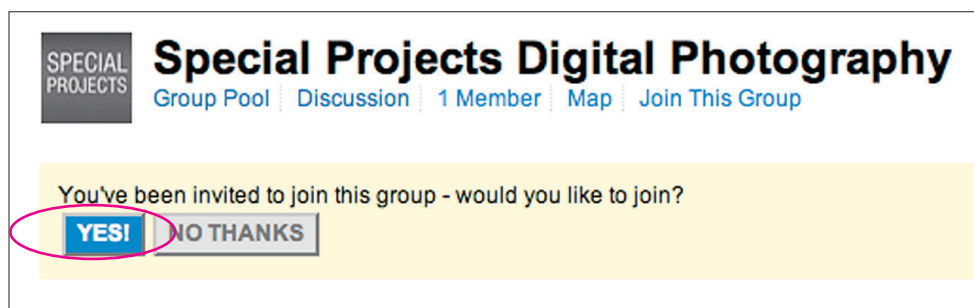 SPECIAL
PROJECTS
Special Projects Digital Photography
Group Pool Discussion 1 Member Map Join This Group
You've been invited to join this group - would you like to join?
YES! NO THANKS